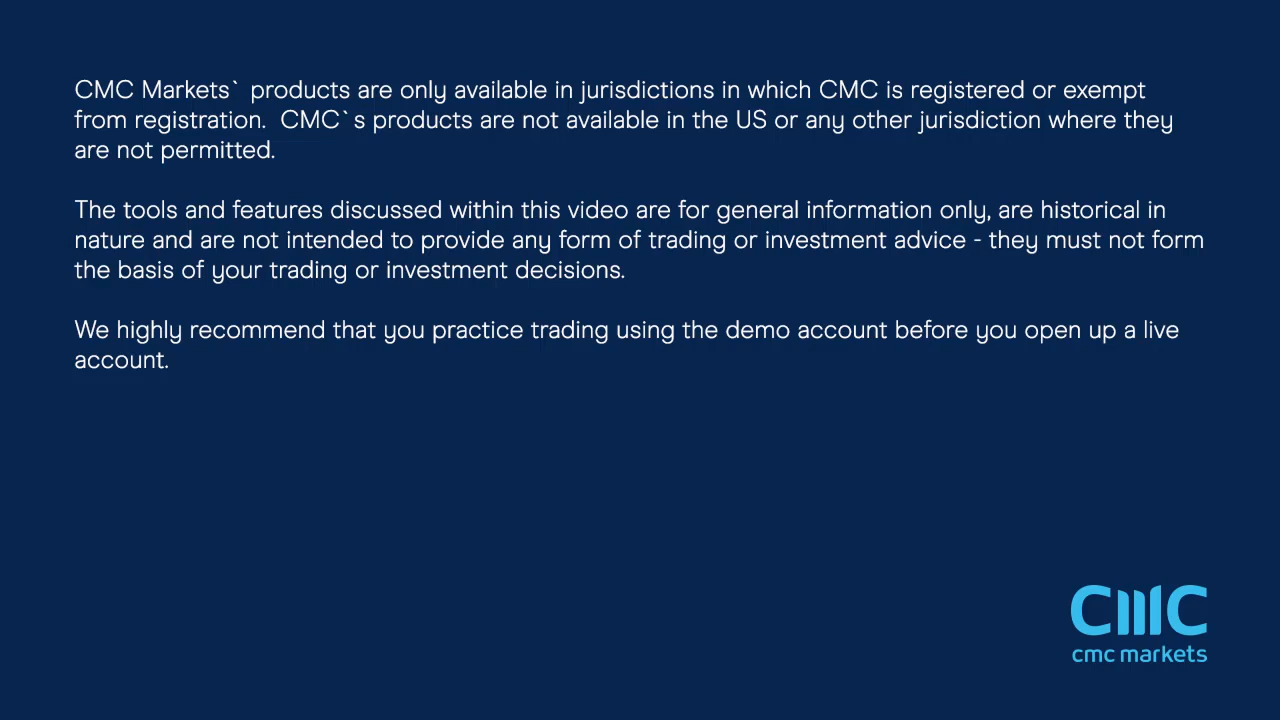 CMC Markets` products are only available in jurisdictions in which CMC is registered or exempt
from registration.  CMC`s products are not available in the US or any other jurisdiction where they
are not permitted.
The tools and features discussed within this video are for general information only, are historical in
nature and are not intended to provide any form of trading or investment advice - they must not form
the basis of your trading or investment decisions.
We highly recommend that you practice trading using the demo account before you open up a live
account.
CMC
cmc markets